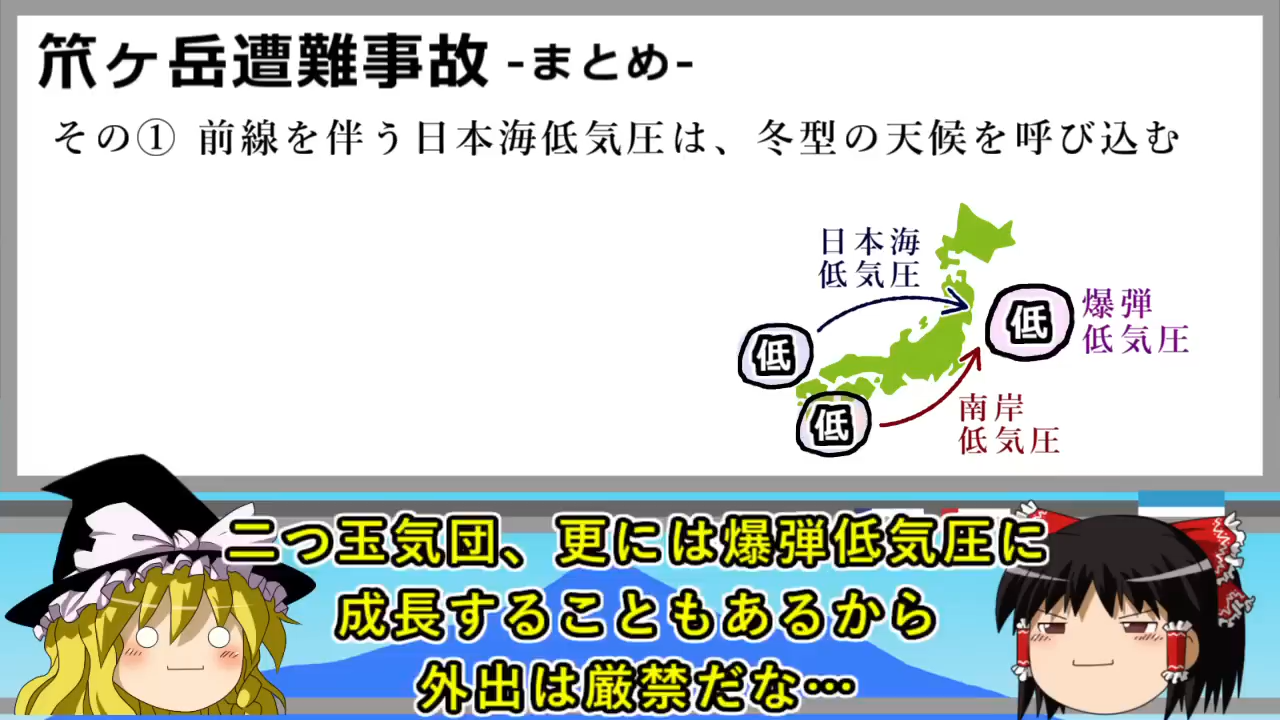 笊ヶ岳遭難事故 -まとめ-
その① 前線を伴う日本海低気圧は、冬型の天候を呼び込む
日本海
低気圧
低
爆弾
低気圧
低
低
南岸
低気圧
二つ玉気団、更には爆弾低気圧に
成長することもあるから
外出は厳禁だな…